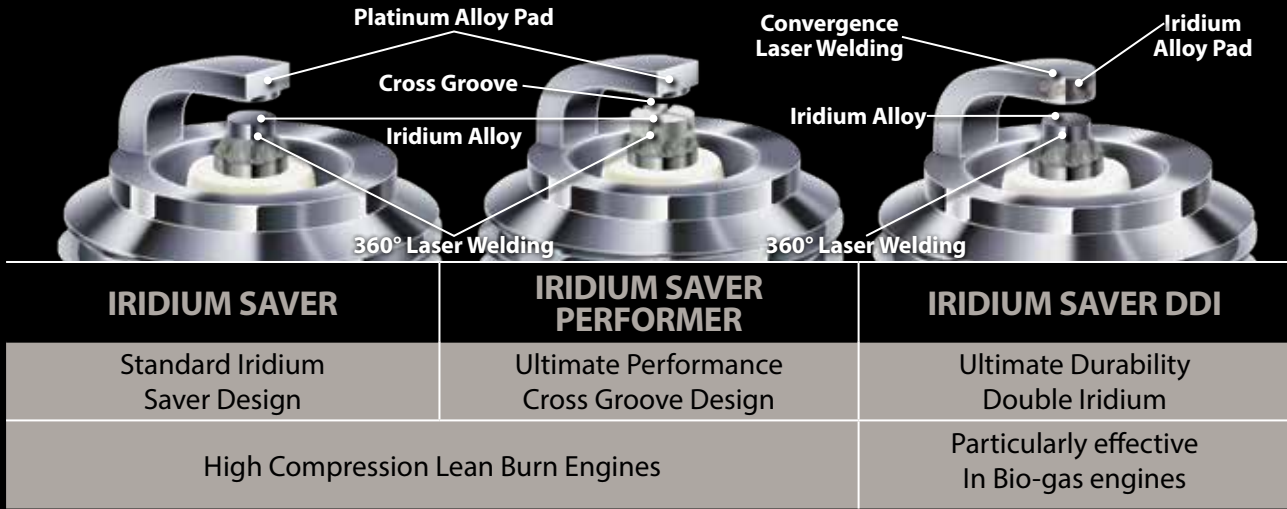 Platinum Alloy Pad
Cross Groove
Iridium Alloy
360° Laser Welding
Convergence
Laser Welding
Iridium
Alloy Pad
Iridium Alloy
360° Laser Welding
IRIDIUM SAVER
IRIDIUM SAVER
PERFORMER
IRIDIUM SAVER DDI
Standard Iridium
Saver Design
Ultimate Performance
Cross Groove Design
Ultimate Durability
Double Iridium
High Compression Lean Burn Engines
Particularly effective
In Bio-gas engines